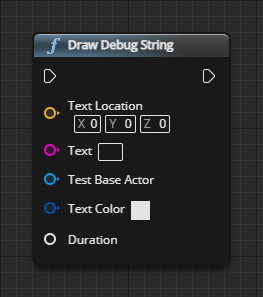 f Draw Debug String
Text Location
X 0 Y 0 Z 0
Text
Test Base Actor
Text Color
Duration